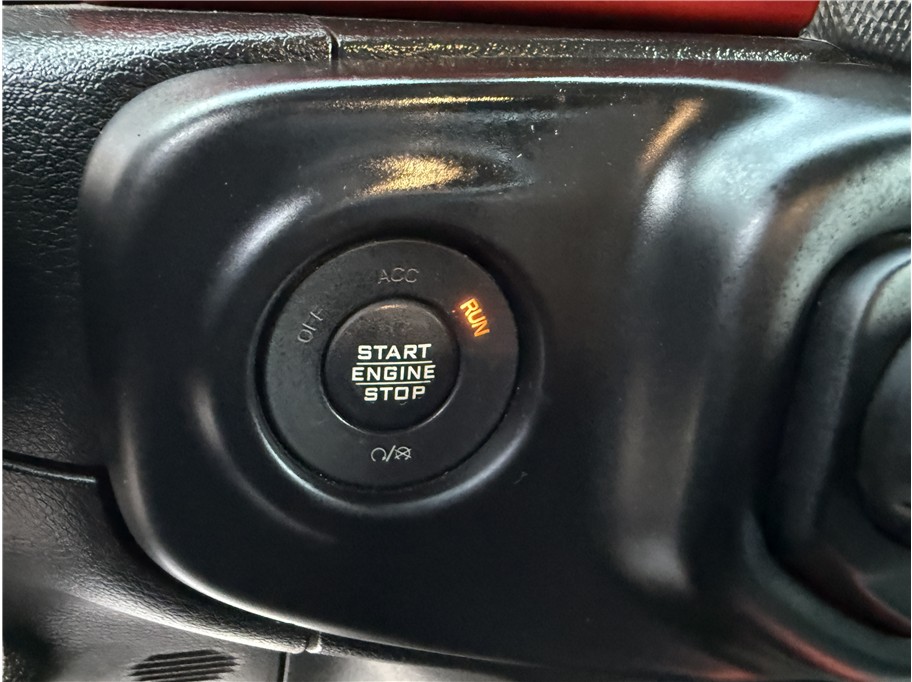 ACC
OFF
RUN
START
ENGINE
STOP